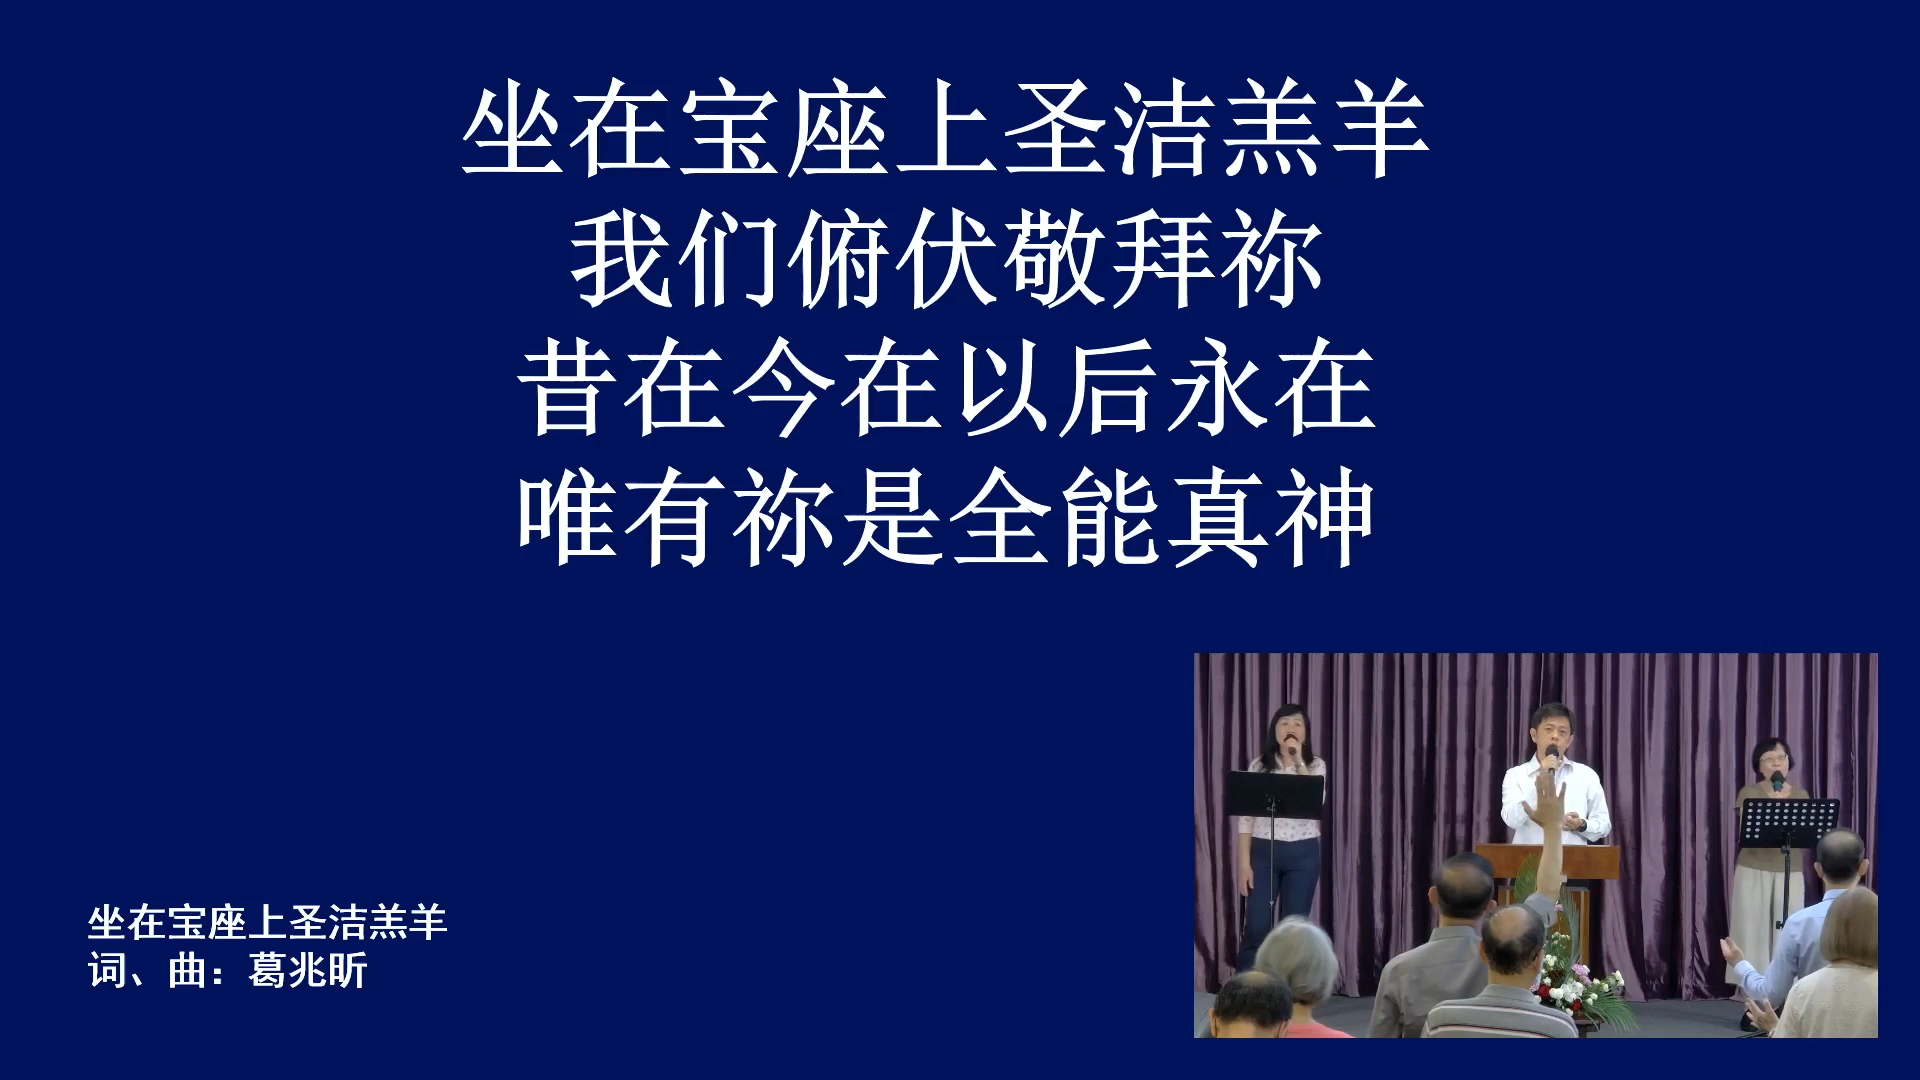 坐在宝座上圣洁羔羊
我们俯伏敬拜祢
昔在今在以后永在
唯有祢是全能真神
坐在宝座上圣洁羔羊
词、曲：葛兆昕